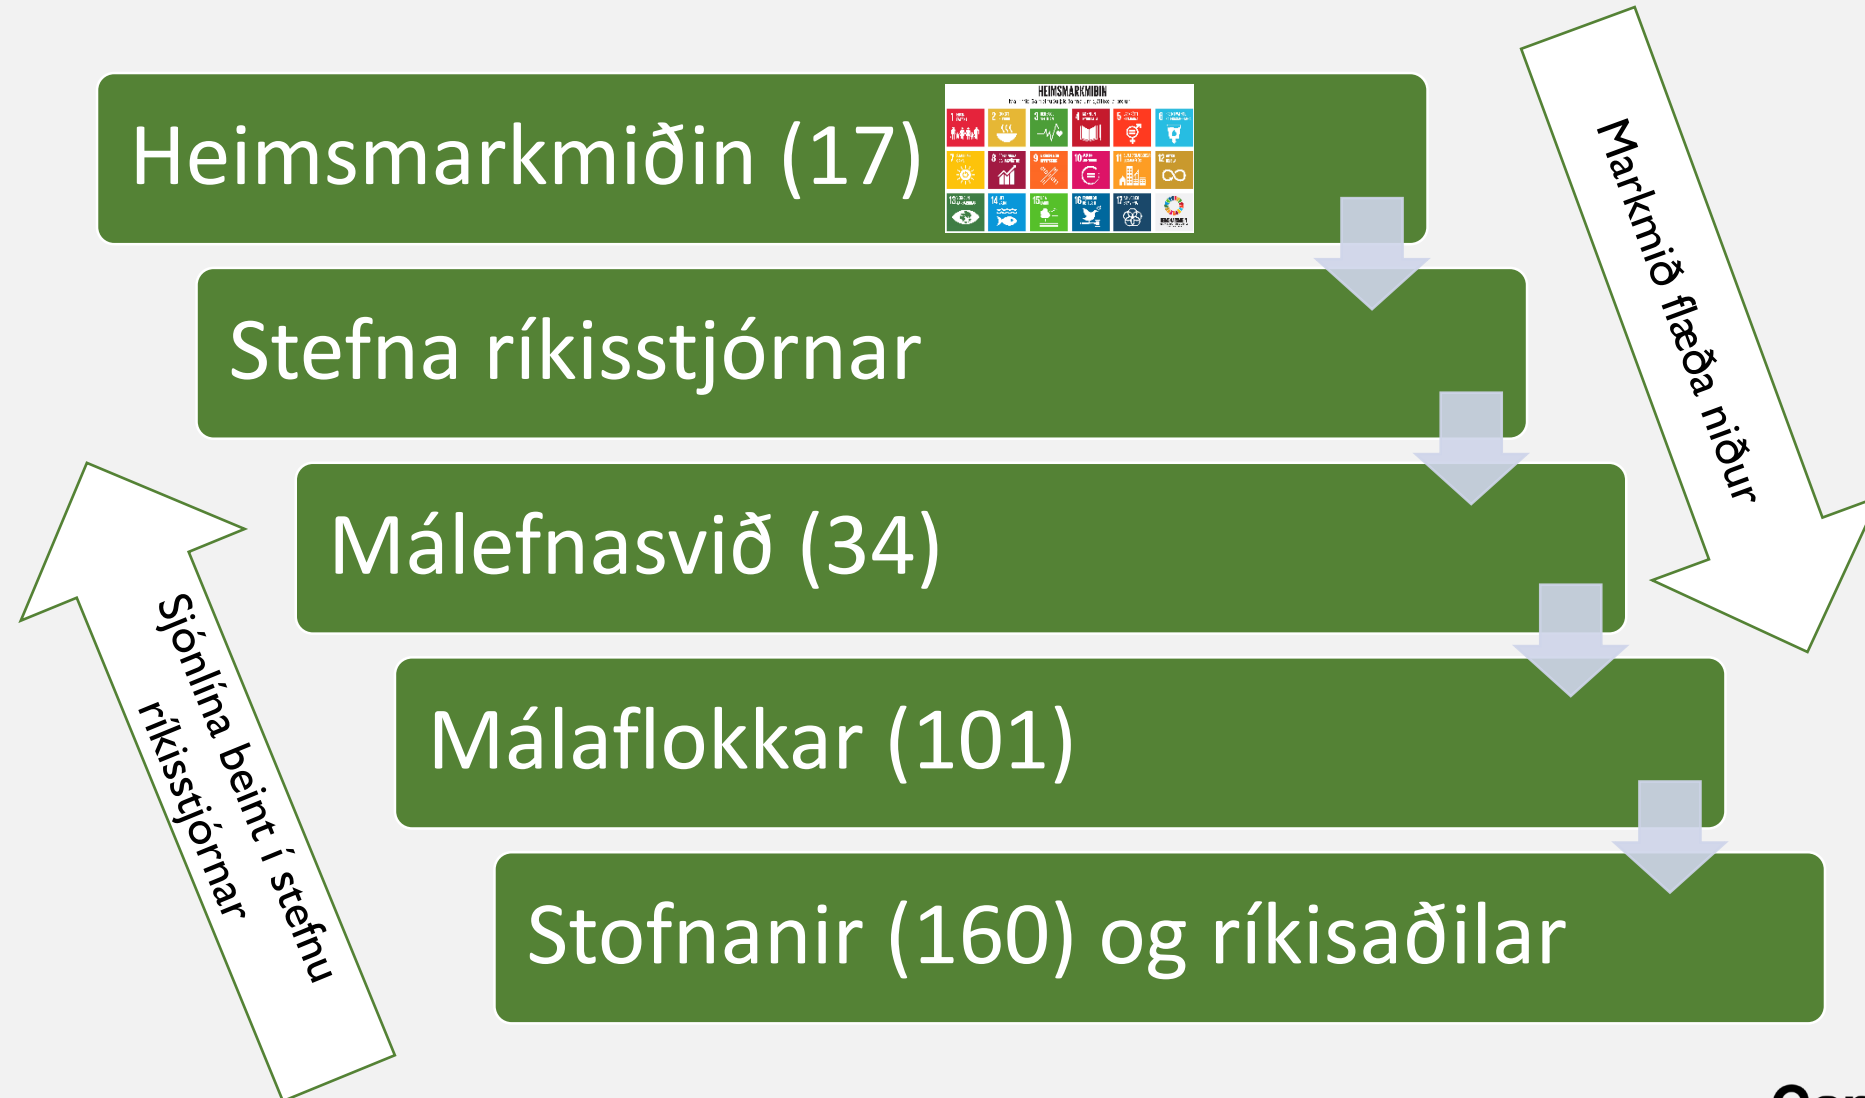 Heimsmarkmiðin (17)
HEIMSMARKMIÐIN
Stefna ríkisstjórnar
Málefnasvið (34)
Málaflokkar (101)
Stofnanir (160) og ríkisaðilar
Markmið flæða niður
Sjónlína beint í stefnu
ríkisstjórnar